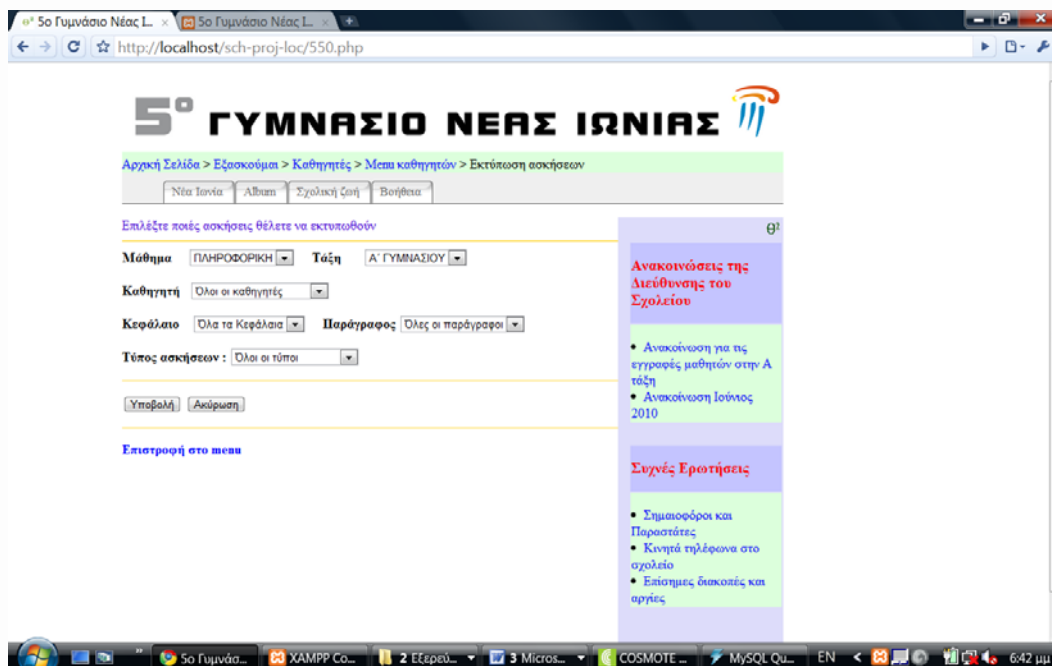 5ο Γυμνάσιο Νέας Ι...
5ο Γυμνάσιο Νέας Ι...
http://localhost/sch-proj-loc/550.php
5ο ΓΥΜΝΑΣΙΟ ΝΕΑΣ ΙΩΝΙΑΣ
Αρχική Σελίδα > Εξασκούμαι > Καθηγητές > Menu καθηγητών > Εκτύπωση ασκήσεων
Νέα Ιωνία Album Σχολική ζωή Βοήθεια
Επιλέξτε ποιές ασκήσεις θέλετε να εκτυπωθούν
Μάθημα ΠΛΗΡΟΦΟΡΙΚΗ Τάξη Α΄ ΓΥΜΝΑΣΙΟΥ
Καθηγητή Όλοι οι καθηγητές
Κεφάλαιο Όλα τα Κεφάλαια Παράγραφος Όλες οι παράγραφοι
Τύπος ασκήσεων : Όλοι οι τύποι
Υποβολή Ακύρωση
Επιστροφή στο menu
θ²
Ανακοινώσεις της
Διεύθυνσης του
Σχολείου
• Ανακοίνωση για τις
εγγραφές μαθητών στην Α
τάξη
• Ανακοίνωση Ιούνιος
2010
Συχνές Ερωτήσεις
• Σημαιοφόροι και
Παραστάτες
• Κινητά τηλέφωνα στο
σχολείο
• Επίσημες διακοπές και
αργίες
5ο Γυμνάσ... XAMPP Co... 2 Εξερεύ... 3 Micros... COSMOTE ... MySQL Qu... EN 6:42 μμ